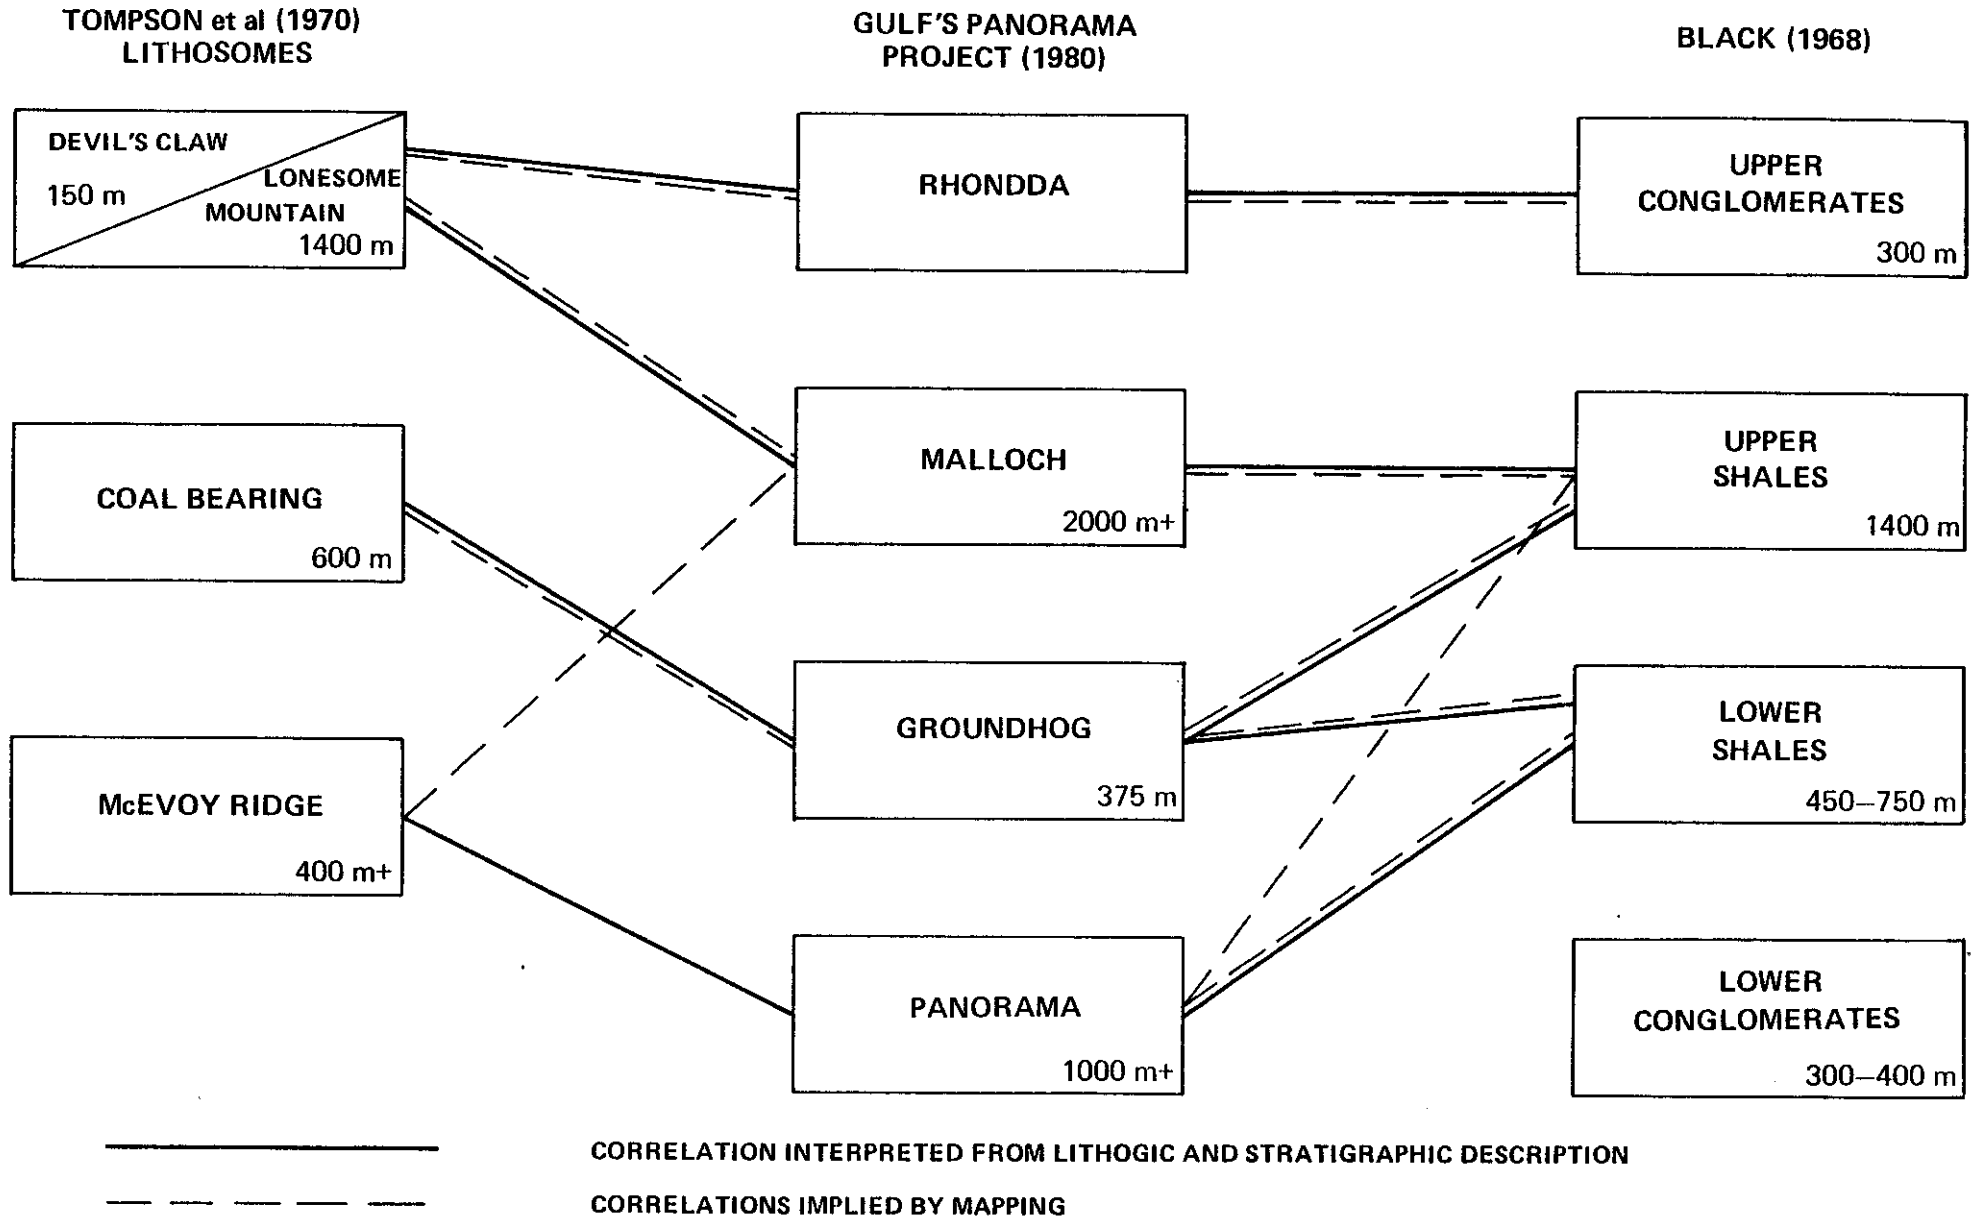 TOMPSON et al (1970)
LITHOSOMES
GULF'S PANORAMA
PROJECT (1980)
BLACK (1968)
DEVIL'S CLAW
150 m
LONESOME
MOUNTAIN
1400 m
RHONDDA
UPPER
CONGLOMERATES
300 m
COAL BEARING
600 m
MALLOCH
2000 m+
UPPER
SHALES
1400 m
McEVOY RIDGE
400 m+
GROUNDHOG
375 m
LOWER
SHALES
450–750 m
PANORAMA
1000 m+
LOWER
CONGLOMERATES
300–400 m
CORRELATION INTERPRETED FROM LITHOGIC AND STRATIGRAPHIC DESCRIPTION
CORRELATIONS IMPLIED BY MAPPING